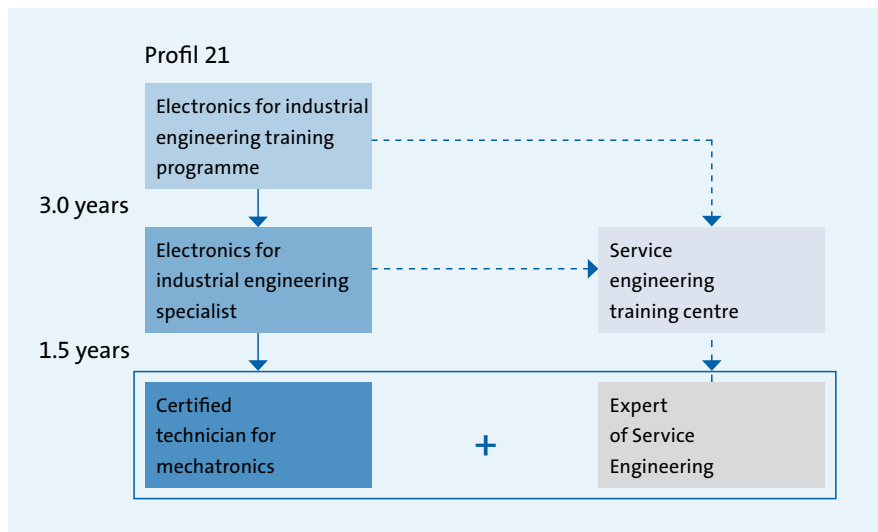 Profil 21
Electronics for industrial
engineering training
programme
3.0 years
Electronics for
industrial engineering
specialist
Service
engineering
training centre
1.5 years
Certified
technician for
mechatronics
+
Expert
of Service
Engineering